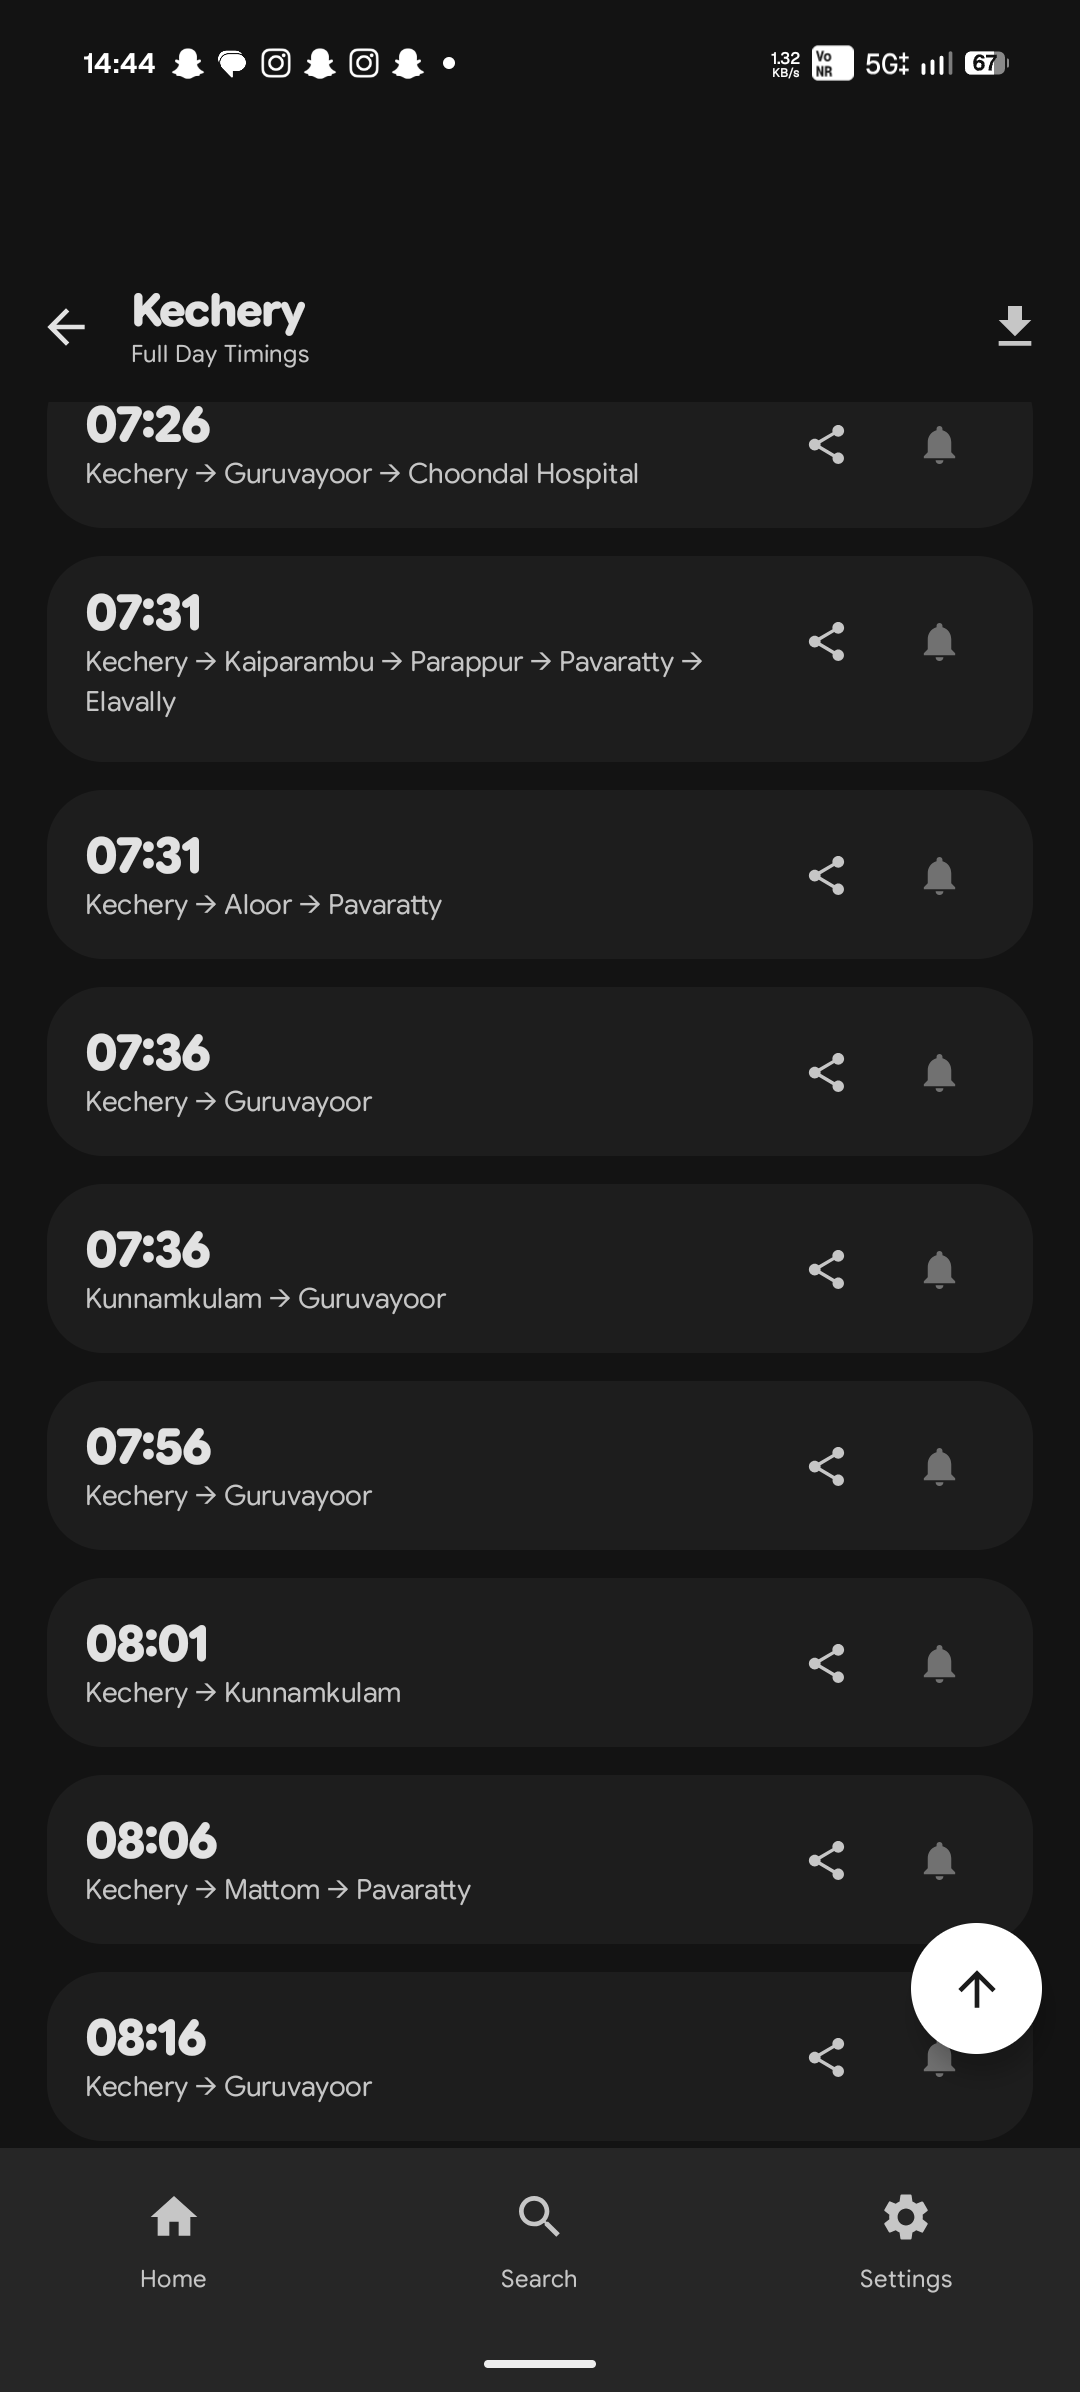 14:44
1.32
KB/s
Vo
NR
5G
67
Kechery
Full Day Timings
07:26
Kechery → Guruvayoor → Choondal Hospital
07:31
Kechery → Kaiparambu → Parappur → Pavaratty →
Elavally
07:31
Kechery → Aloor → Pavaratty
07:36
Kechery → Guruvayoor
07:36
Kunnamkulam → Guruvayoor
07:56
Kechery → Guruvayoor
08:01
Kechery → Kunnamkulam
08:06
Kechery → Mattom → Pavaratty
08:16
Kechery → Guruvayoor
Home
Search
Settings